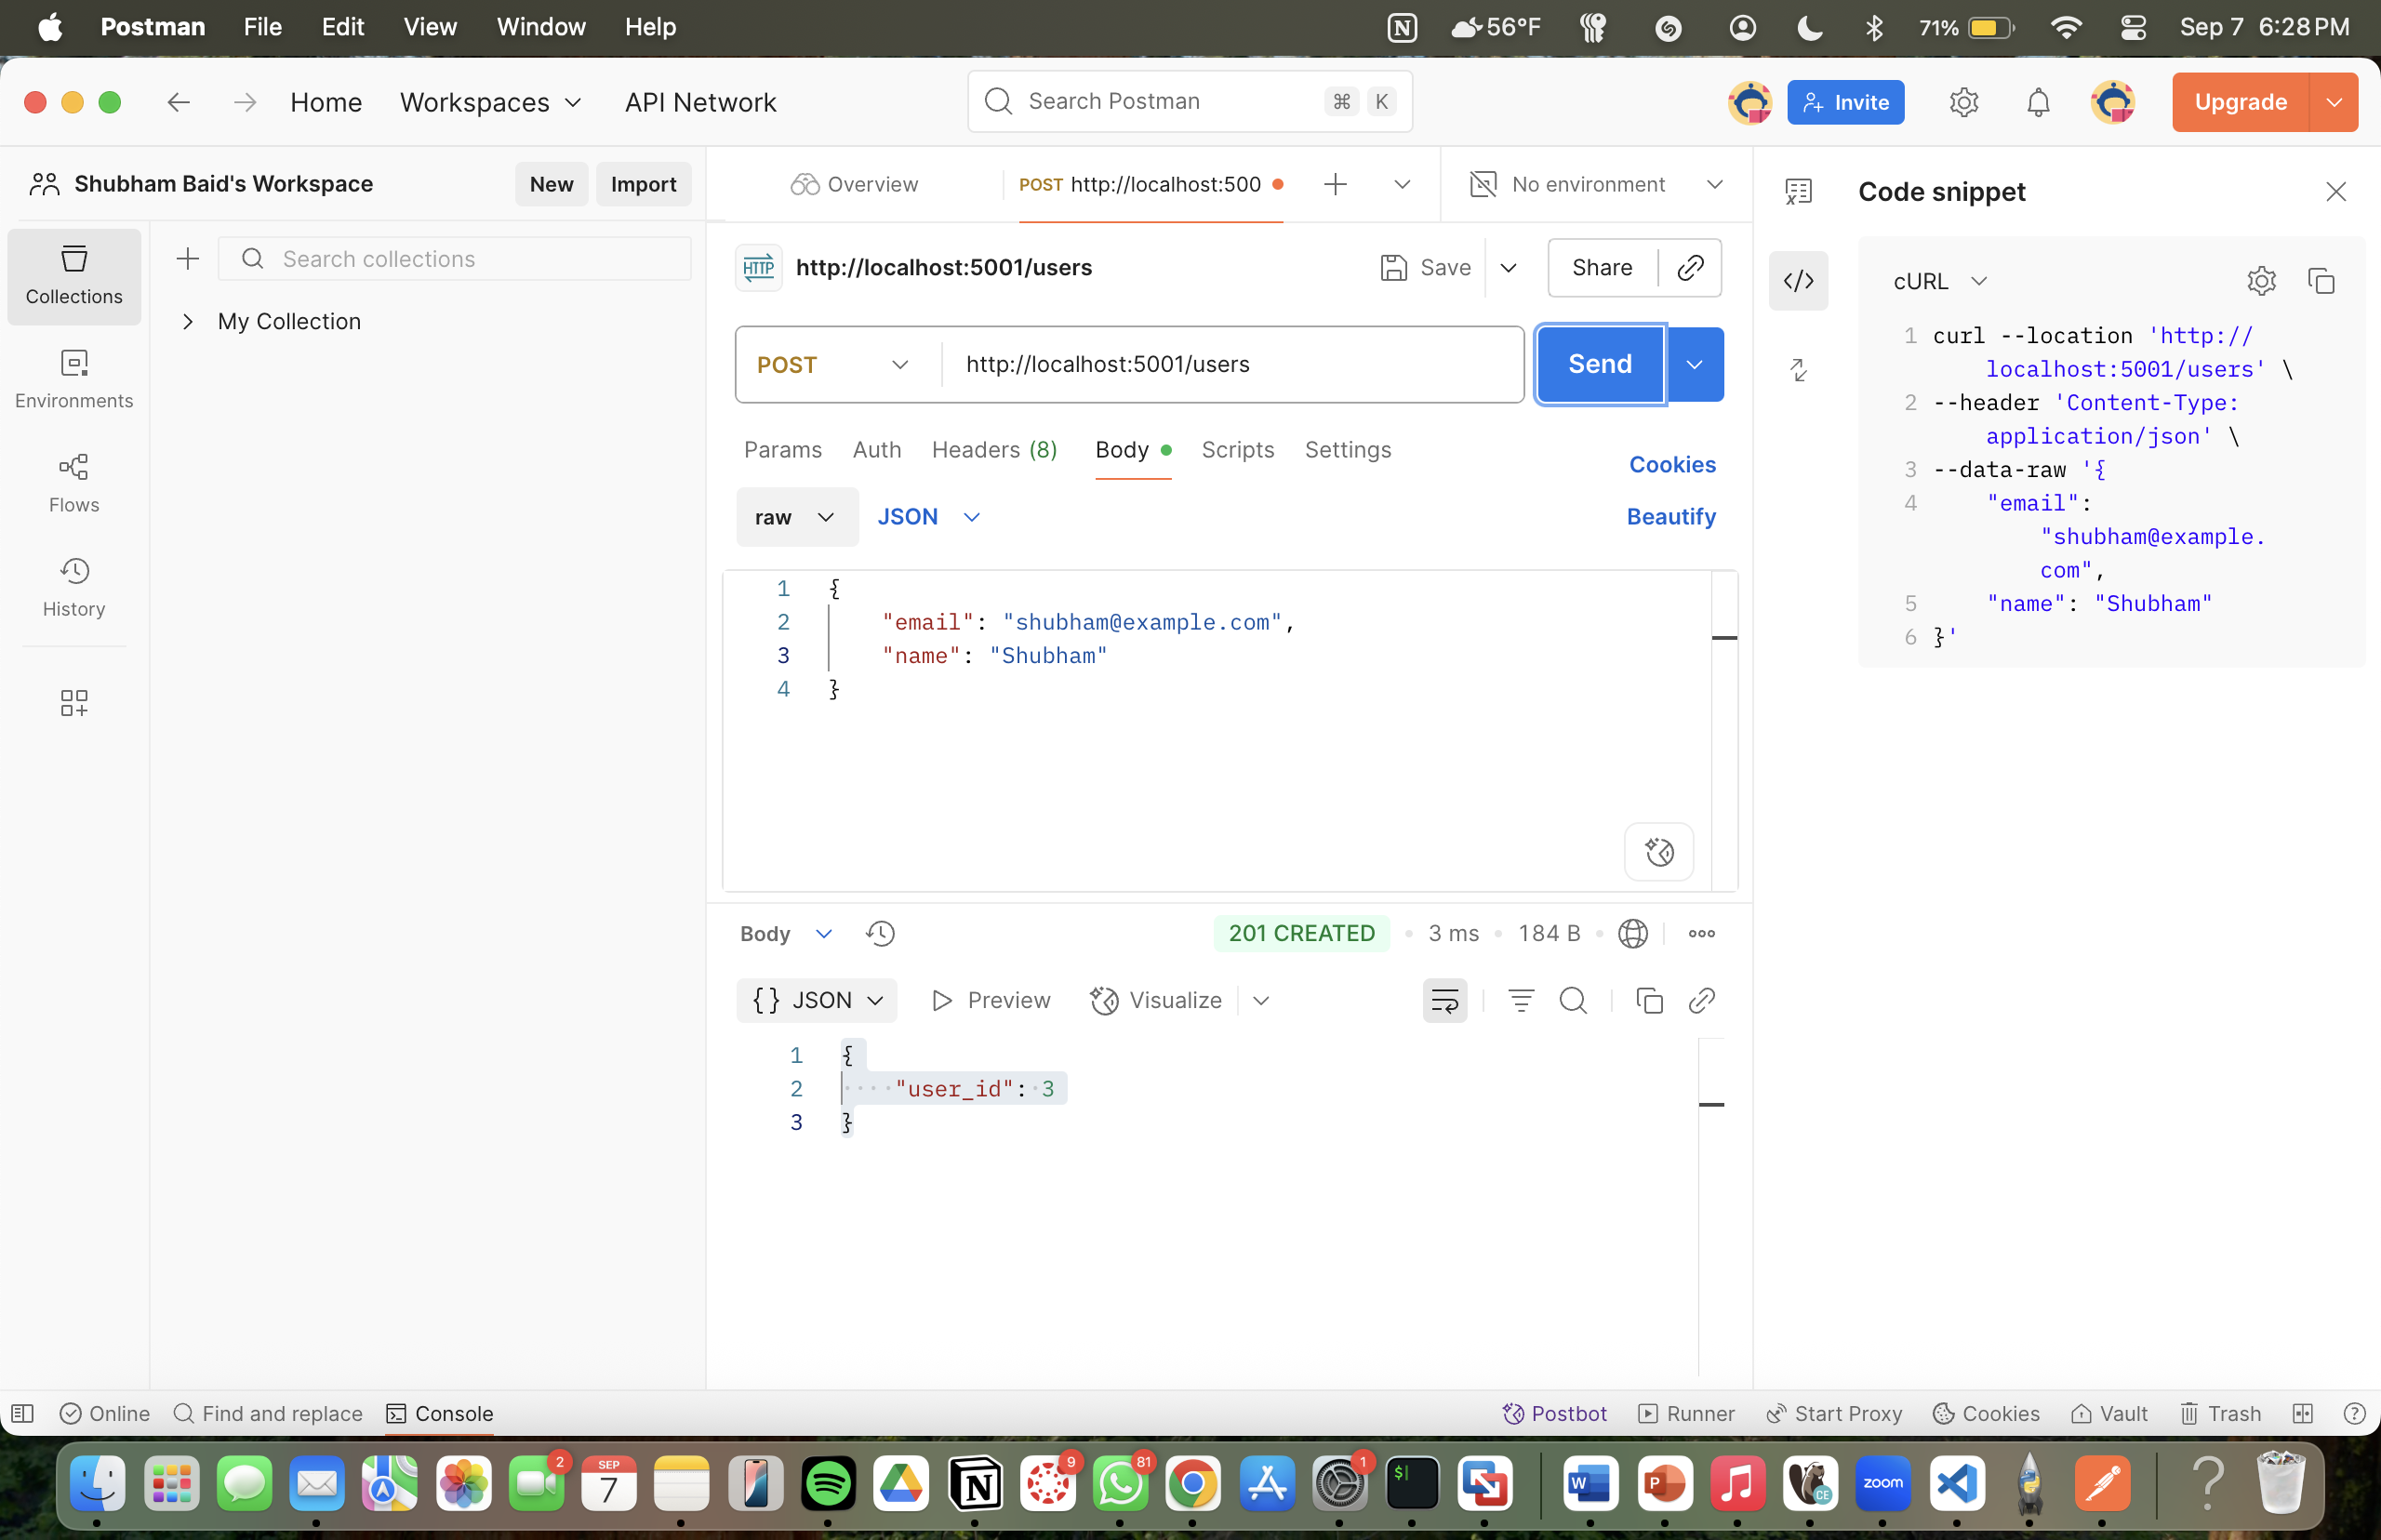 Postman File Edit View Window Help 56°F 71% Sep 7 6:28 PM
Home Workspaces API Network Search Postman ⌘ K Invite Upgrade
Shubham Baid's Workspace New Import
Overview POST http://localhost:500 No environment
Code snippet
Collections
Search collections
My Collection
Environments
Flows
History
HTTP http://localhost:5001/users Save Share
POST http://localhost:5001/users Send
Params Auth Headers (8) Body Scripts Settings Cookies
raw JSON Beautify
1 {
2 "email": "shubham@example.com",
3 "name": "Shubham"
4 }
Body 201 CREATED • 3 ms • 184 B
{} JSON Preview Visualize
1 {
2 "user_id": 3
3 }
cURL
1 curl --location 'http://
localhost:5001/users' \
2 --header 'Content-Type:
application/json' \
3 --data-raw '{
4 "email":
"shubham@example.
com",
5 "name": "Shubham"
6 }'
Online Find and replace Console Postbot Runner Start Proxy Cookies Vault Trash
2 SEP 7 9 81 1 $ W P CE zoom